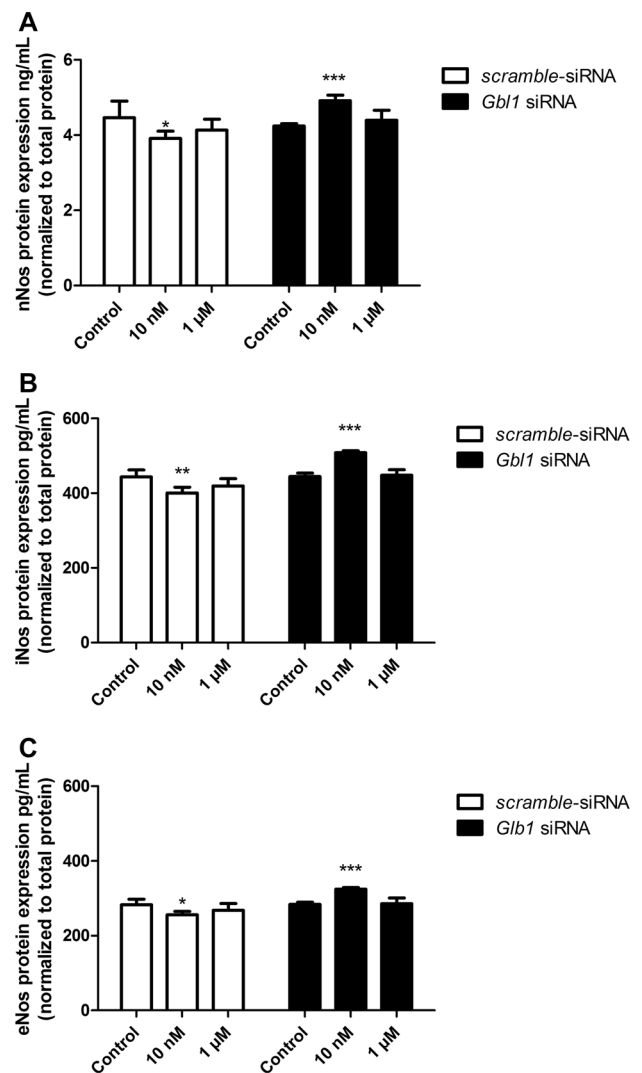 A
nNos protein expression ng/mL
(normalized to total protein)
6
4
2
0
*
***
Control
10 nM
1 µM
Control
10 nM
1 µM
scramble-siRNA
Gbl1 siRNA
B
iNos protein expression pg/mL
(normalized to total protein)
600
400
200
0
**
***
Control
10 nM
1 µM
Control
10 nM
1 µM
scramble-siRNA
Gbl1 siRNA
C
eNos protein expression pg/mL
(normalized to total protein)
600
400
200
0
*
***
Control
10 nM
1 µM
Control
10 nM
1 µM
scramble-siRNA
Glb1 siRNA